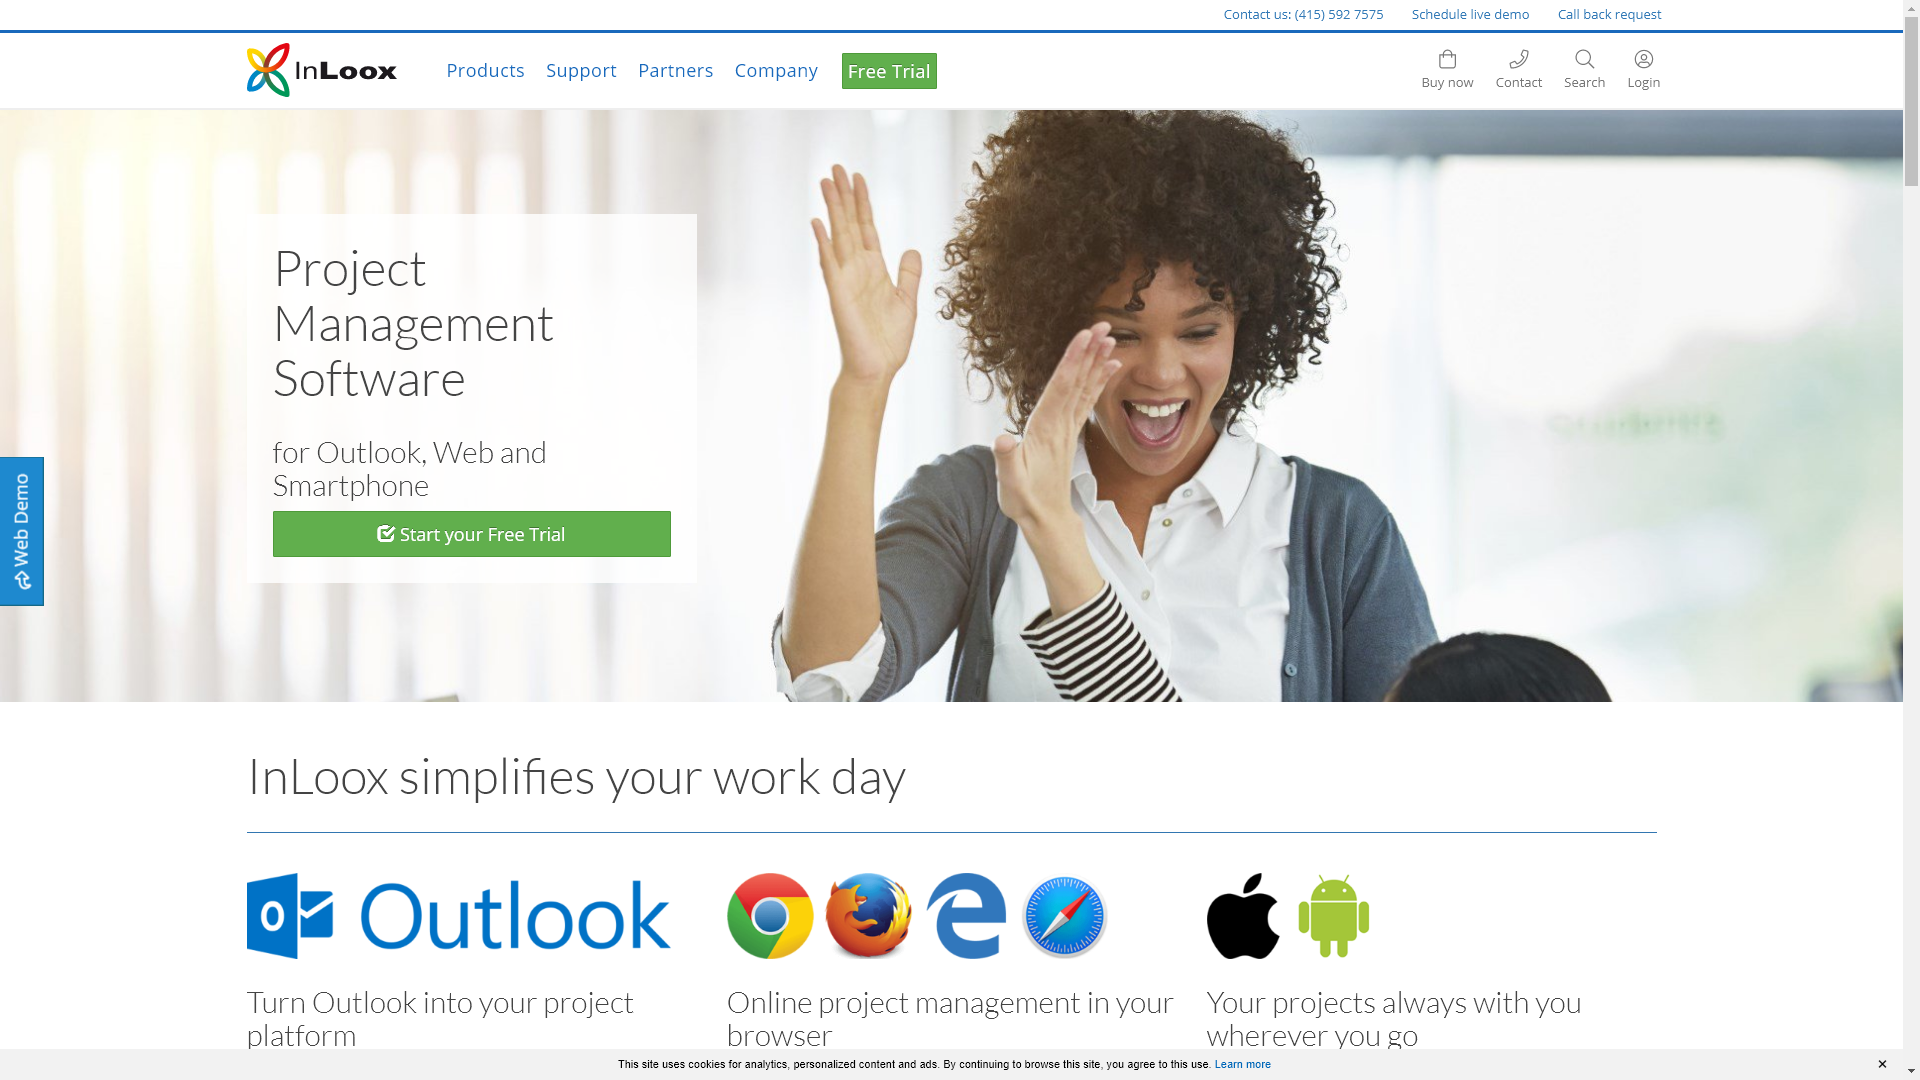 Contact us: (415) 592 7575 Schedule live demo Call back request
InLoox Products Support Partners Company Free Trial
Buy now Contact Search Login
Project
Management
Software
for Outlook, Web and
Smartphone
Start your Free Trial
Web Demo
InLoox simplifies your work day
Outlook
Turn Outlook into your project
platform
Online project management in your
browser
Your projects always with you
wherever you go
This site uses cookies for analytics, personalized content and ads. By continuing to browse this site, you agree to this use. Learn more